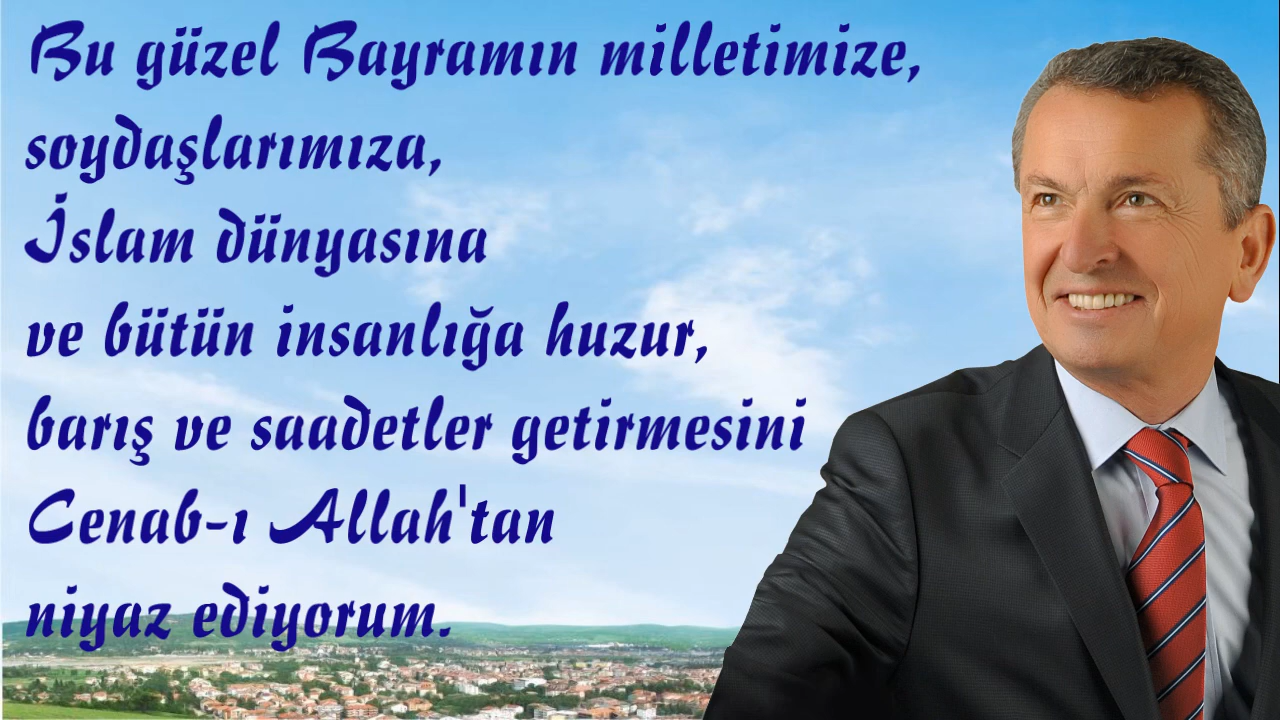 Bu güzel Bayramın milletimize,
soydaşlarımıza,
İslam dünyasına
ve bütün insanlığa huzur,
barış ve saadetler getirmesini
Cenab-ı Allah'tan
niyaz ediyorum.